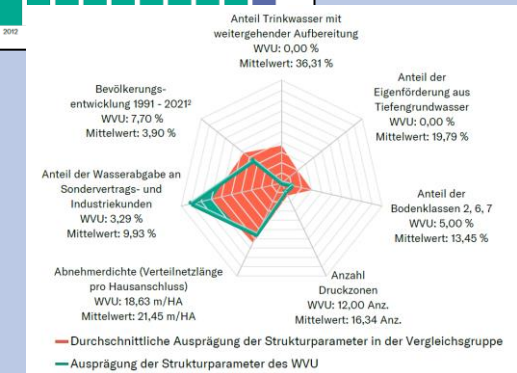 2012
Anteil Trinkwasser mit
weitergehender Aufbereitung
WVU: 0,00 %
Mittelwert: 36,31 %
Anteil der
Eigenförderung aus
Tiefengrundwasser
WVU: 0,00 %
Mittelwert: 19,79 %
Anteil der
Bodenklassen 2, 6, 7
WVU: 5,00 %
Mittelwert: 13,45 %
Anzahl
Druckzonen
WVU: 12,00 Anz.
Mittelwert: 16,34 Anz.
Abnehmerdichte (Verteilnetzlänge
pro Hausanschluss)
WVU: 18,63 m/HA
Mittelwert: 21,45 m/HA
Anteil der Wasserabgabe an
Sondervertrags- und
Industriekunden
WVU: 3,29 %
Mittelwert: 9,93 %
Bevölkerungs-
entwicklung 1991 - 2021²
WVU: 7,70 %
Mittelwert: 3,90 %
Durchschnittliche Ausprägung der Strukturparameter in der Vergleichsgruppe
Ausprägung der Strukturparameter des WVU